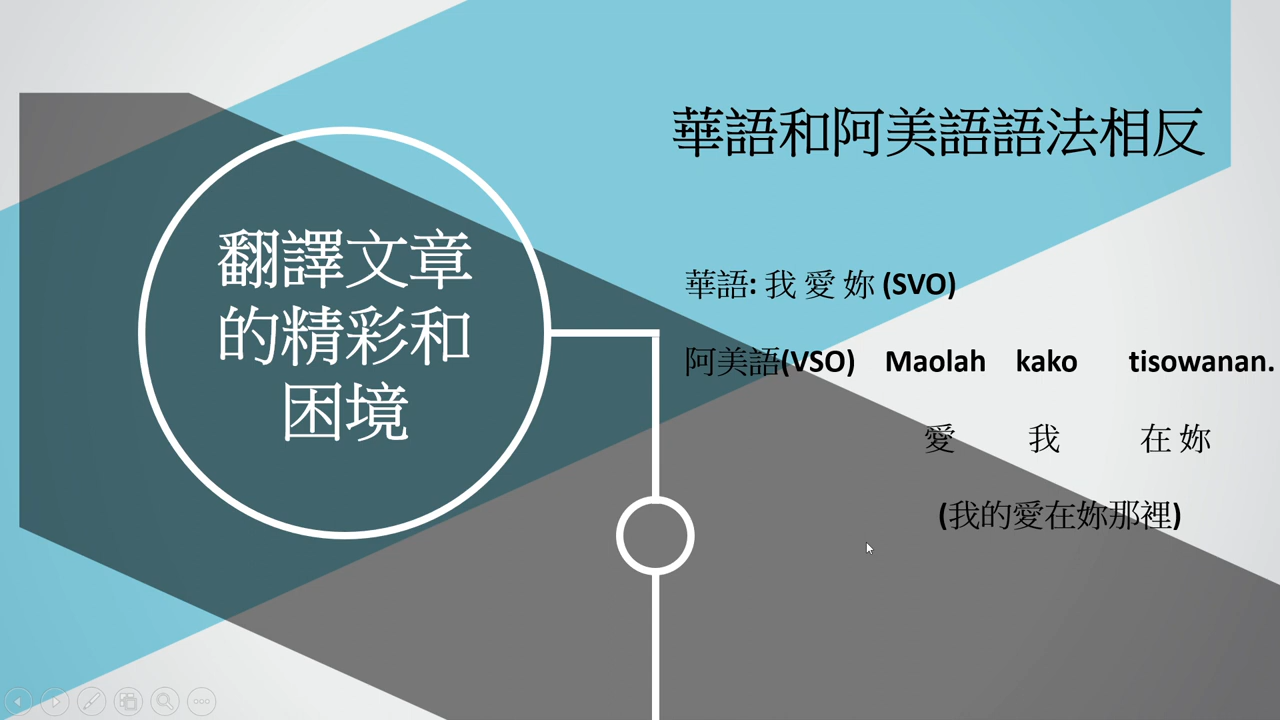 翻譯文章
的精彩和
困境
華語和阿美語語法相反
華語: 我 愛 妳 (SVO)
阿美語(VSO) Maolah kako tisowanan.
愛 我 在 妳
(我的愛在妳那裡)